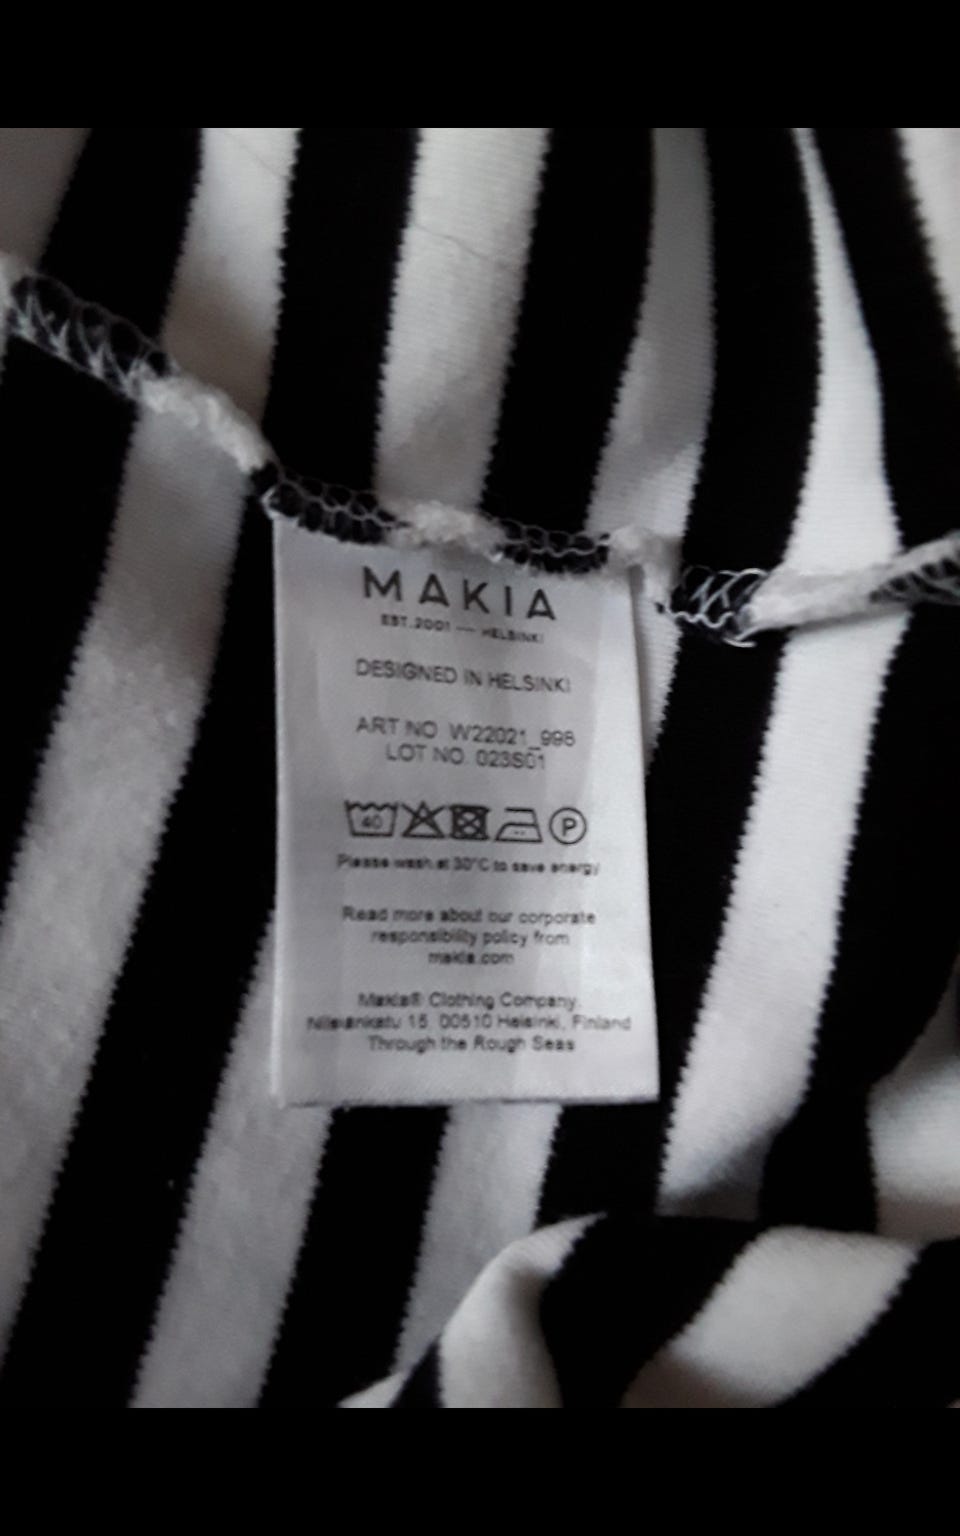 MAKIA
EST.2001 — HELSINKI
DESIGNED IN HELSINKI
ART NO W22021_998
LOT NO. 023S01
40 P
Please wash at 30°C to save energy
Read more about our corporate
responsibility policy from
makia.com
Makia® Clothing Company.
Nilsiänkatu 15, 00510 Helsinki, Finland
Through the Rough Seas